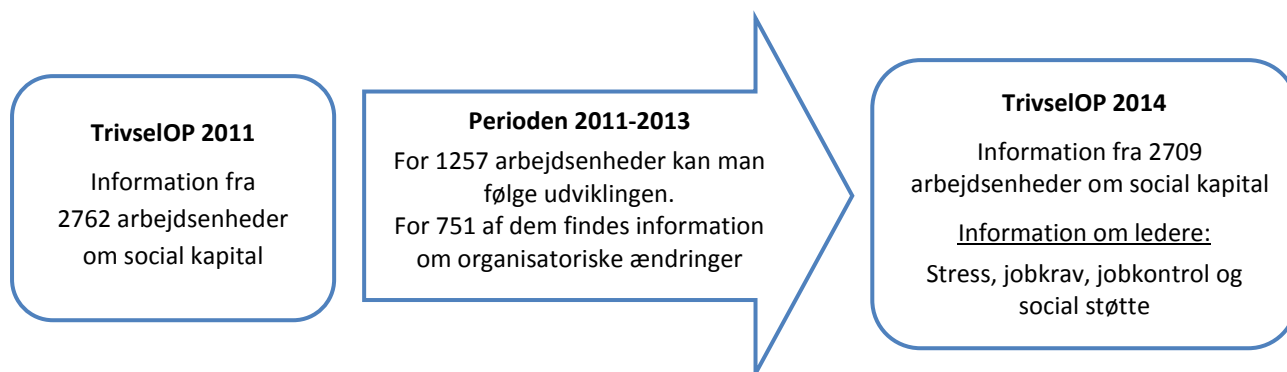 TrivselOP 2011
Information fra
2762 arbejdsenheder
om social kapital
Perioden 2011-2013
For 1257 arbejdsenheder kan man
følge udviklingen.
For 751 af dem findes information
om organisatoriske ændringer
TrivselOP 2014
Information fra 2709
arbejdsenheder om social kapital
Information om ledere:
Stress, jobkrav, jobkontrol og
social støtte